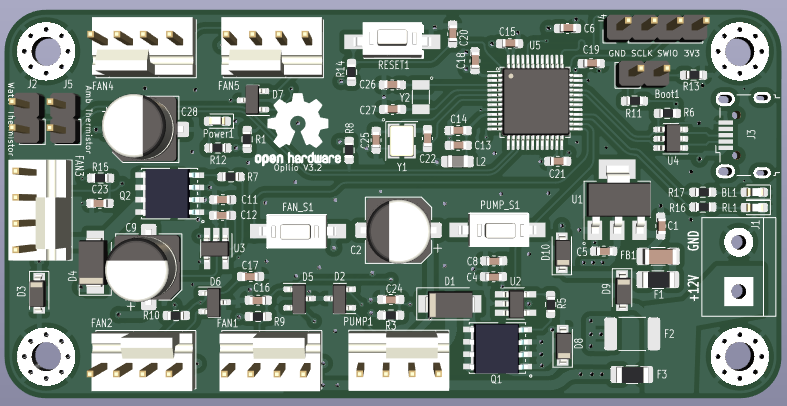 J4
C6
C20
C15
U5
GND SCLK SWIO 3V3
RESET1
C18
C19
FAN4
FAN5
R14
C26
Y2
Boot1
R13
J2
J5
D7
C27
R11
R6
Water Thermistor
Amb Thermistor
C28
Power1
R1
R8
C25
C14
C13
U4
J3
R12
open hardware
Opilio V3.2
C22
L2
Y1
C21
FAN3
R15
R7
C23
Q2
C11
C12
FAN_S1
PUMP_S1
U1
R17
BL1
R16
RL1
J1
C9
U3
C2
D10
C1
C5
FB1
GND
D4
C17
C8
C4
D3
D6
C16
D5
D2
C24
D1
U2
R5
D9
F1
+12V
R10
FAN2
FAN1
R9
PUMP1
R3
D8
F2
Q1
F3